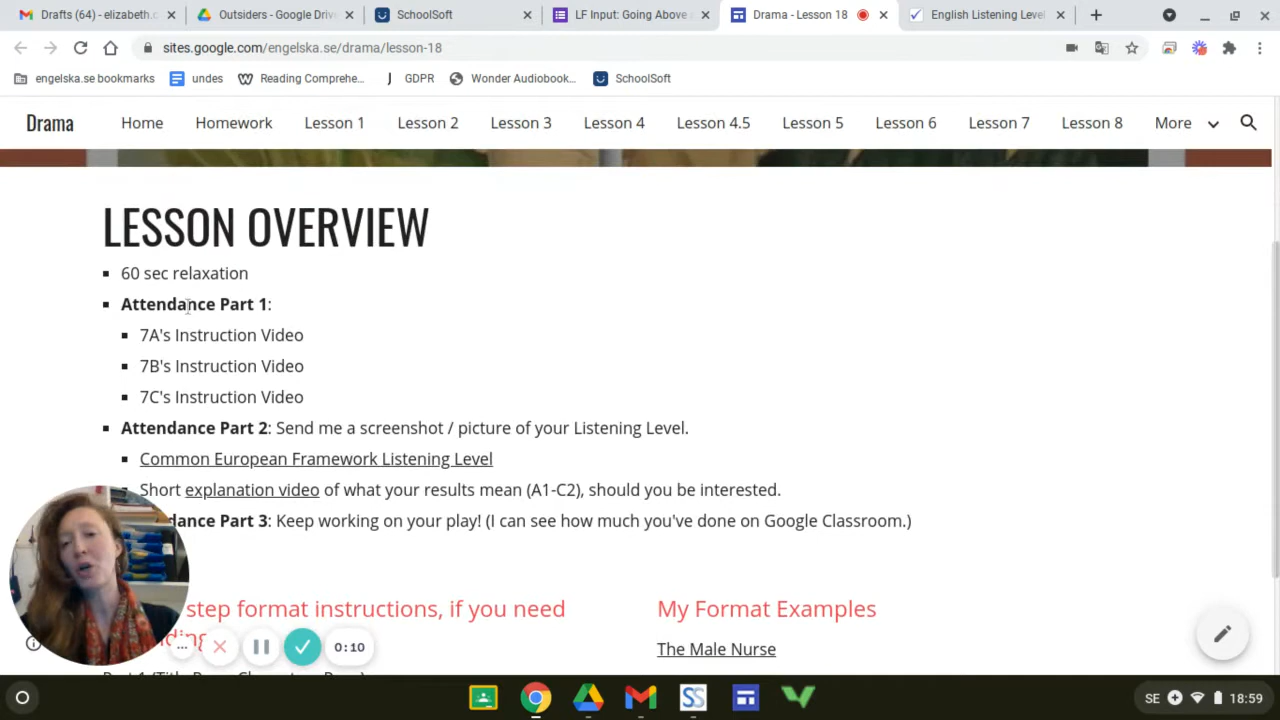 Drafts (64) - elizabeth.c
Outsiders - Google Driv
SchoolSoft
LF Input: Going Above a
Drama - Lesson 18
English Listening Level
sites.google.com/engelska.se/drama/lesson-18
engelska.se bookmarks
undes
Reading Comprehe...
GDPR
Wonder Audiobook...
SchoolSoft
Drama
Home
Homework
Lesson 1
Lesson 2
Lesson 3
Lesson 4
Lesson 4.5
Lesson 5
Lesson 6
Lesson 7
Lesson 8
More
LESSON OVERVIEW
60 sec relaxation
Attendance Part 1:
7A's Instruction Video
7B's Instruction Video
7C's Instruction Video
Attendance Part 2: Send me a screenshot / picture of your Listening Level.
Common European Framework Listening Level
Short explanation video of what your results mean (A1-C2), should you be interested.
dance Part 3: Keep working on your play! (I can see how much you've done on Google Classroom.)
step format instructions, if you need
My Format Examples
The Male Nurse
0:10
SE
18:59